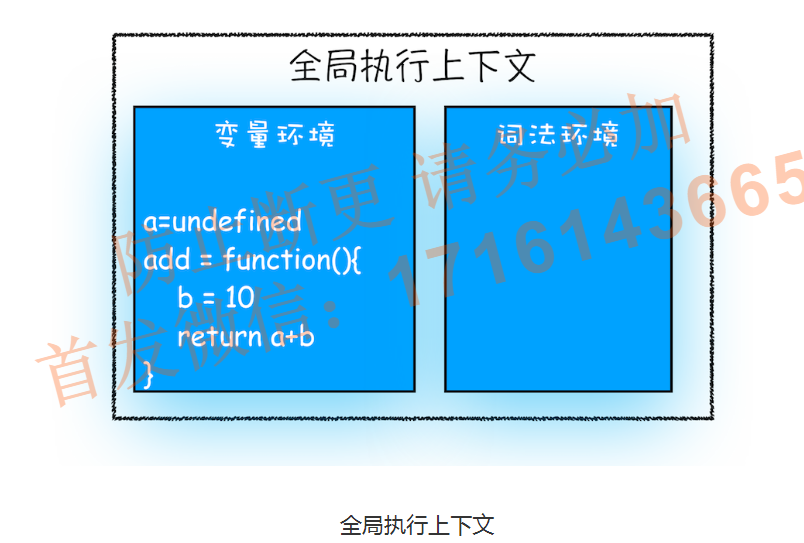 全局执行上下文
变量环境
词法环境
a=undefined
add = function(){
b = 10
return a+b
}
防止断更 请务必加
首发微信：1716143665
全局执行上下文